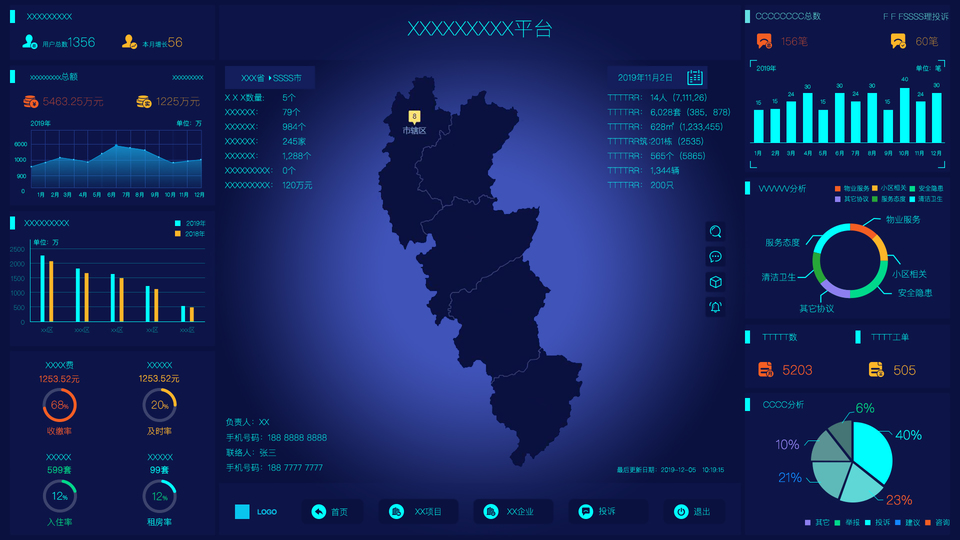 XXXXXXXXX平台
XXXXXXXXX
用户总数1356
本月增长56
XXXXXXXXX总额
XXXXXXXXX
5463.25万元
1225万元
2019年
单位：万
6000
1000
900
0
1月 2月 3月 4月 5月 6月 7月 8月 9月 10月 11月 12月
XXXXXXXXX
2019年
2018年
单位：万
2500
2000
1500
1000
500
0
xx区 xxx区 xx区 xx区 xxx区
XXXX费
1253.52元
68%
收缴率
XXXXX
1253.52元
20%
及时率
XXXXX
599套
12%
入住率
XXXXX
99套
12%
租房率
XXX省 SSSS市
X X X数量: 5个
XXXXXX: 79个
XXXXXX: 984个
XXXXXX: 245家
XXXXXX: 1,288个
XXXXXXXXX: 0个
XXXXXXXXX: 120万元
8
市辖区
2019年11月2日
TTTTRR: 14人 (7,111,26)
TTTTRR: 6,028套 (385，878)
TTTTRR: 628㎡ (1,233,455)
TTTTRR筑:201栋 (2535)
TTTTRR: 565个 (5865)
TTTTRR: 1,344辆
TTTTRR: 200只
负责人：XX
手机号码：188 8888 8888
联络人：张三
手机号码：188 7777 7777
最后更新日期：2019-12-05 10:19:15
LOGO
首页
XX项目
XX企业
投诉
退出
CCCCCCCC总数
F F FSSSS理投诉
156笔
60笔
2019年
单位：笔
15 15 24 30 15 30 24 30 15 40 24 30
1月 2月 3月 4月 5月 6月 7月 8月 9月 10月 11月 12月
VVVVVV分析
物业服务 小区相关 安全隐患
其它协议 服务态度 清洁卫生
物业服务
服务态度
小区相关
清洁卫生
安全隐患
其它协议
TTTTT数
TTTT工单
5203
505
CCCC分析
6%
40%
10%
21%
23%
其它 举报 投诉 建议 咨询